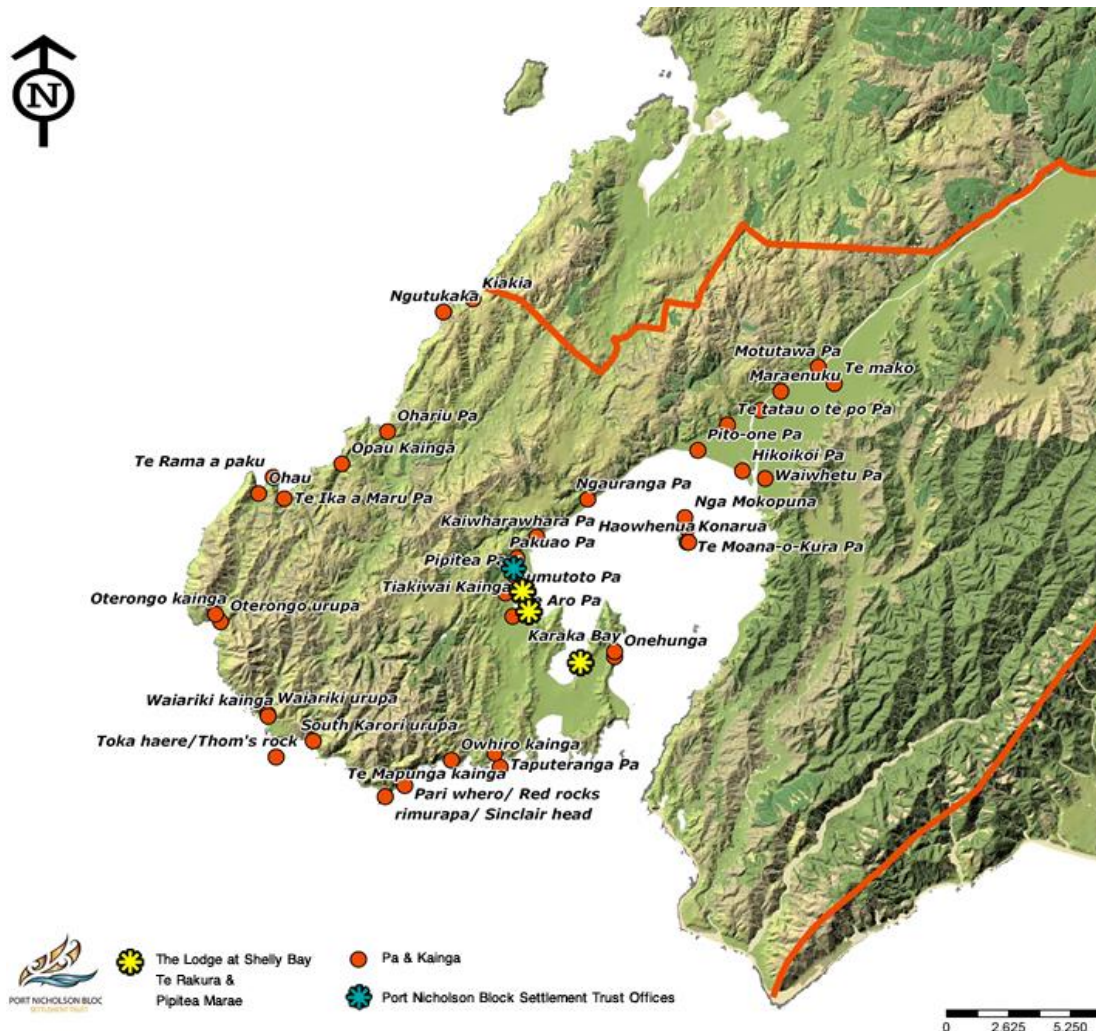 N
Kiakia
Ngutukaka
Motutawa Pa
Te mako
Maraenuku
Te tatau o te po Pa
Ohariu Pa
Pito-one Pa
Opau Kainga
Te Rama a paku
Hikoikoi Pa
Ohau
Waiwhetu Pa
Te Ika a Maru Pa
Ngauranga Pa
Nga Mokopuna
Kaiwharawhara Pa
Haowhenua Konarua
Pakuao Pa
Te Moana-o-Kura Pa
Pipitea Pa
umutoto Pa
Tiakiwai Kainga
Aro Pa
Oterongo kainga
Oterongo urupa
Karaka Bay
Onehunga
Waiariki kainga
Waiariki urupa
South Karori urupa
Toka haere/Thom's rock
Owhiro kainga
Te Mapunga kainga
Taputeranga Pa
Pari whero/ Red rocks
rimurapa/ Sinclair head
The Lodge at Shelly Bay
Te Rakura &
Pipitea Marae
Pa & Kainga
Port Nicholson Block Settlement Trust Offices
PORT NICHOLSON BLOC
SETTLEMENT TRUST
0 2.625 5.250